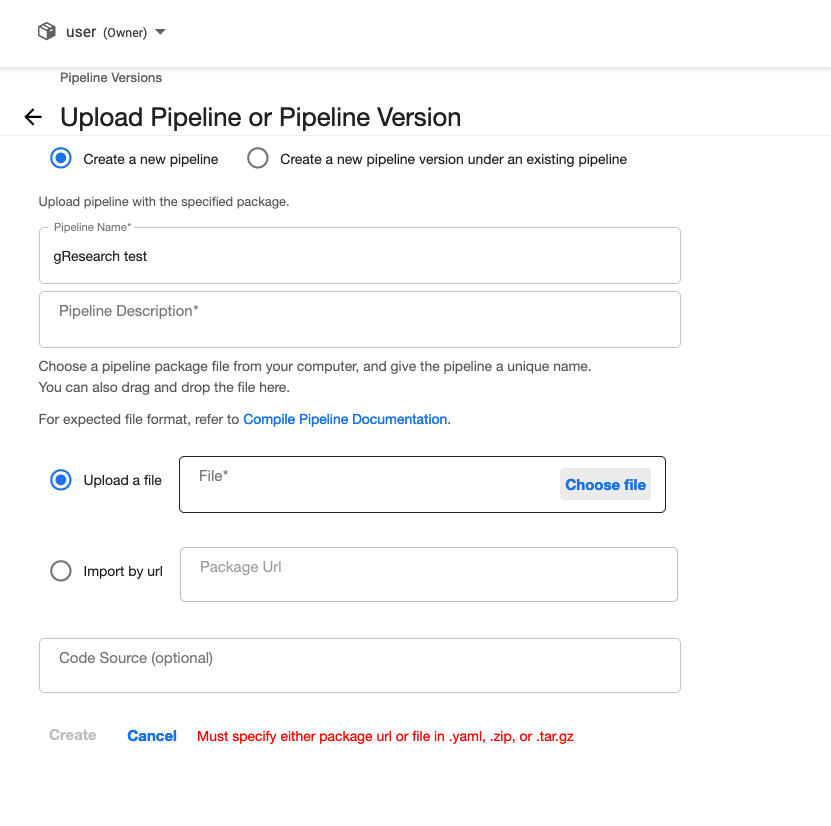 user (Owner)
Pipeline Versions
Upload Pipeline or Pipeline Version
Create a new pipeline
Create a new pipeline version under an existing pipeline
Upload pipeline with the specified package.
Pipeline Name*
gResearch test
Pipeline Description*
Choose a pipeline package file from your computer, and give the pipeline a unique name.
You can also drag and drop the file here.
For expected file format, refer to Compile Pipeline Documentation.
Upload a file
File*
Choose file
Import by url
Package Url
Code Source (optional)
Create
Cancel
Must specify either package url or file in .yaml, .zip, or .tar.gz